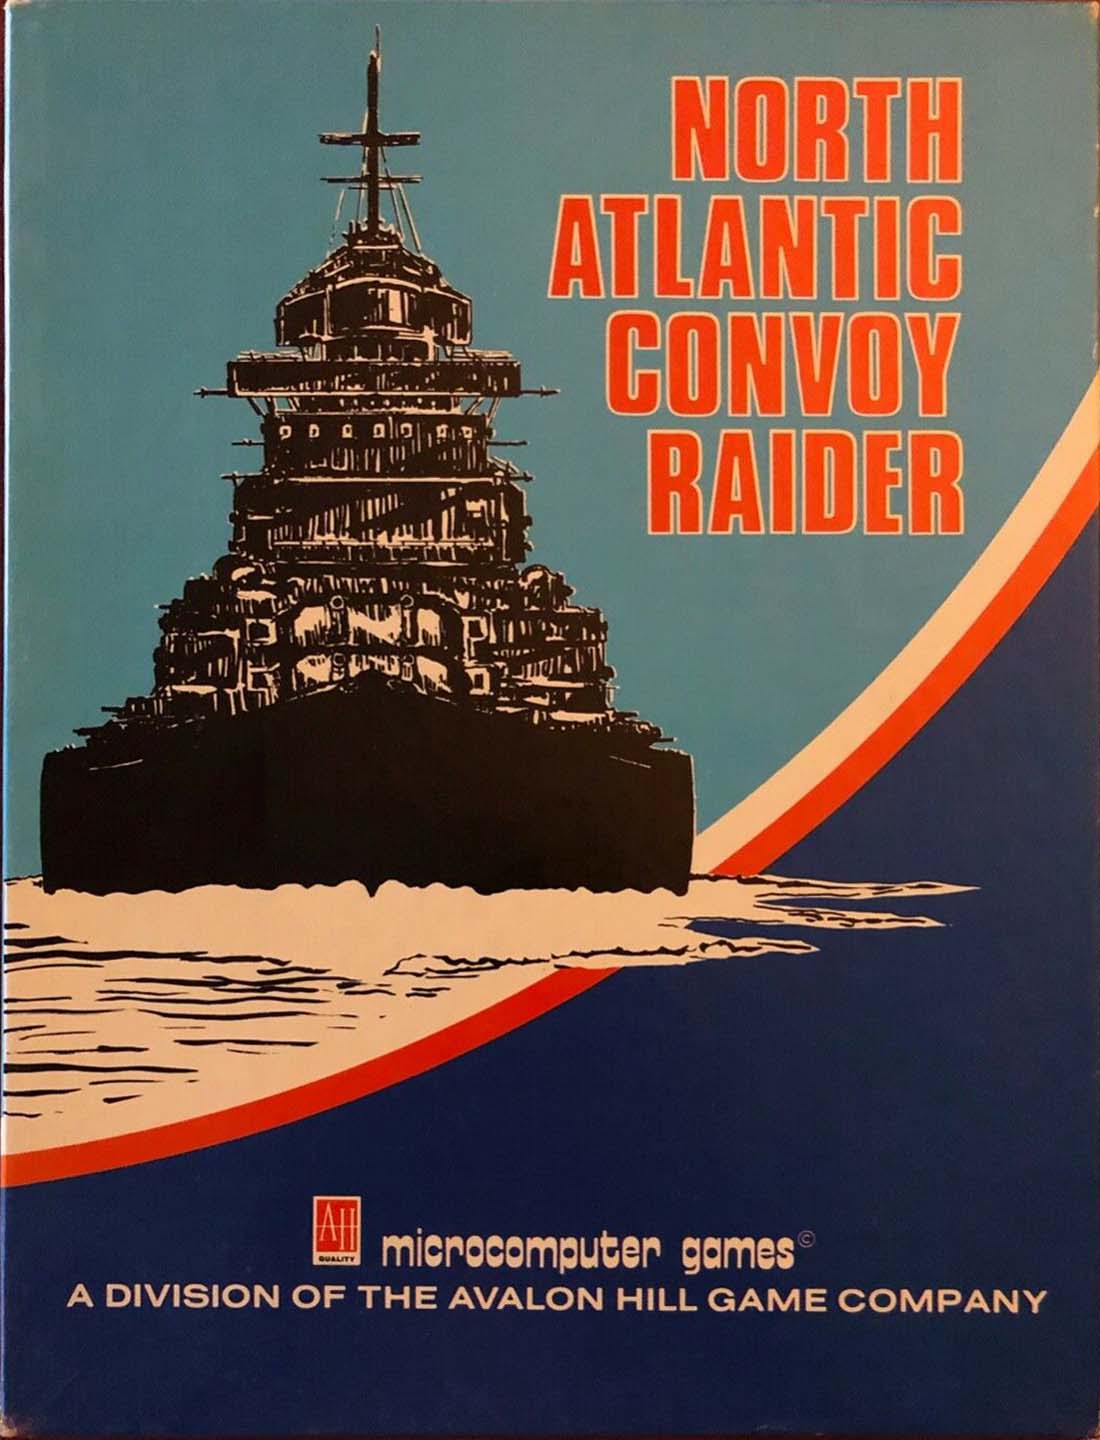 NORTH
ATLANTIC
CONVOY
RAIDER
AH
QUALITY
microcomputer games©
A DIVISION OF THE AVALON HILL GAME COMPANY